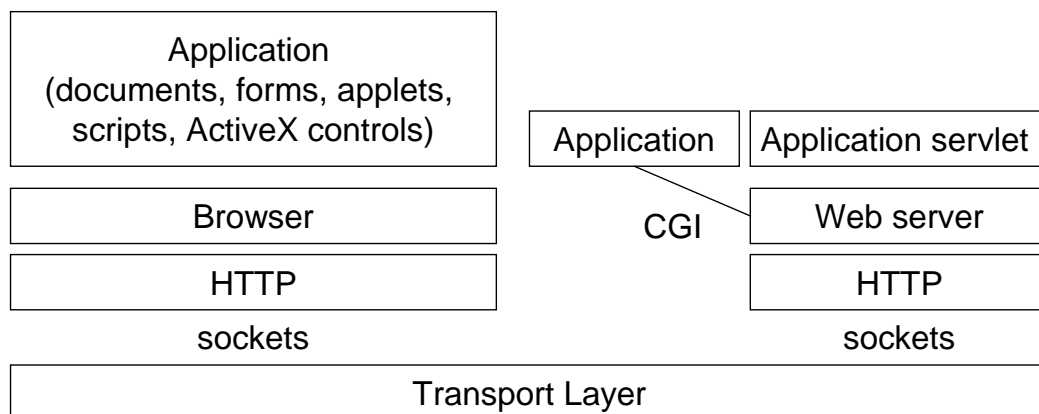 Application
(documents, forms, applets,
scripts, ActiveX controls)
Application
Application servlet
Browser
CGI
Web server
HTTP
HTTP
sockets
sockets
Transport Layer